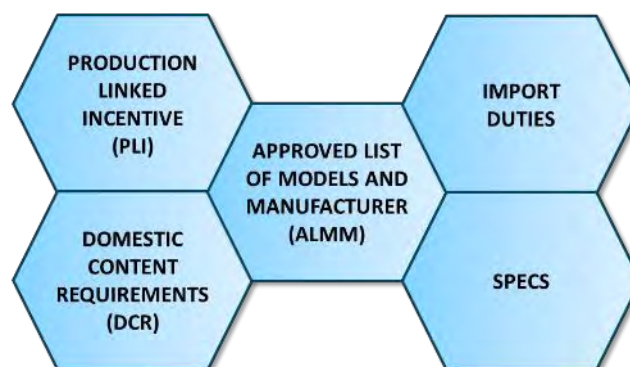 PRODUCTION
LINKED
INCENTIVE
(PLI)
IMPORT
DUTIES
APPROVED LIST
OF MODELS AND
MANUFACTURER
(ALMM)
DOMESTIC
CONTENT
REQUIREMENTS
(DCR)
SPECS